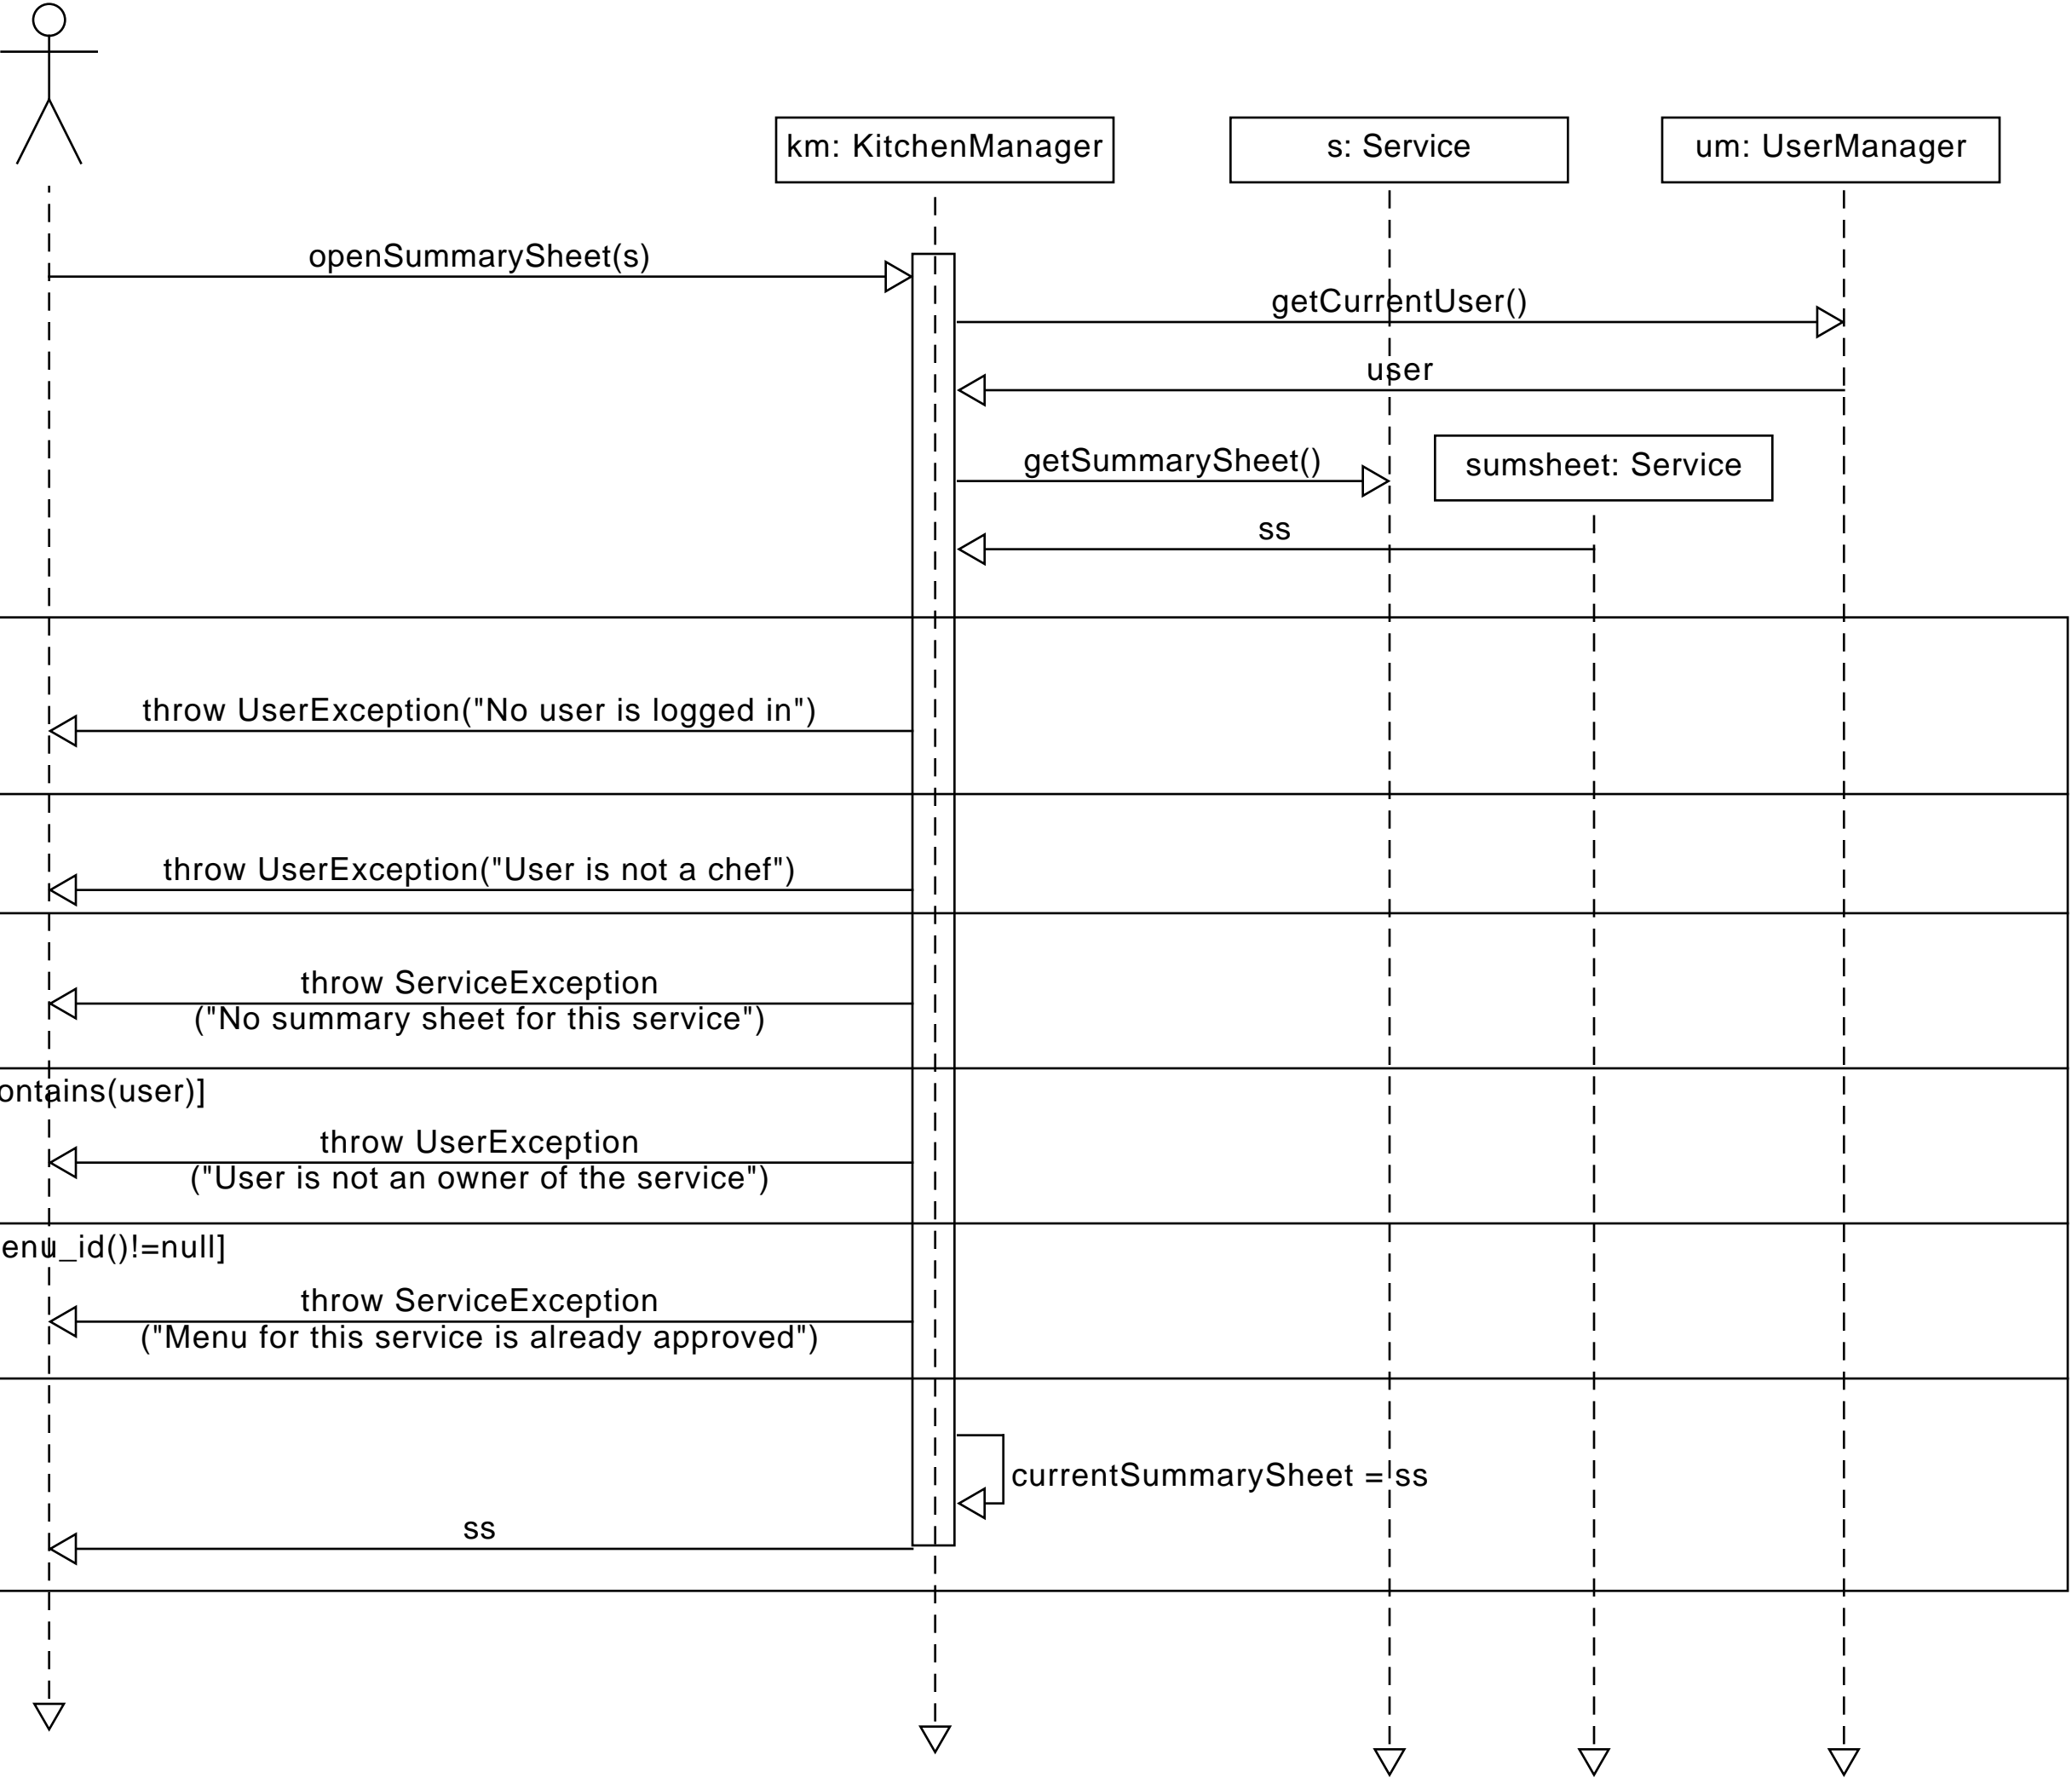 km: KitchenManager
s: Service
um: UserManager
openSummarySheet(s)
getCurrentUser()
user
getSummarySheet()
sumsheet: Service
ss
throw UserException("No user is logged in")
throw UserException("User is not a chef")
throw ServiceException
("No summary sheet for this service")
ontains(user)]
throw UserException
("User is not an owner of the service")
enu_id()!=null]
throw ServiceException
("Menu for this service is already approved")
currentSummarySheet = ss
ss